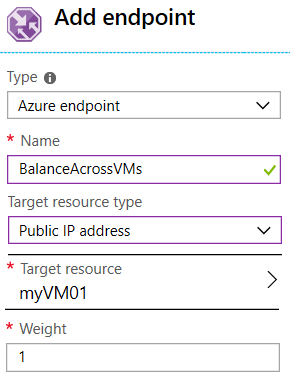 Add endpoint
Type
Azure endpoint
* Name
BalanceAcrossVMs
Target resource type
Public IP address
* Target resource
myVM01
* Weight
1